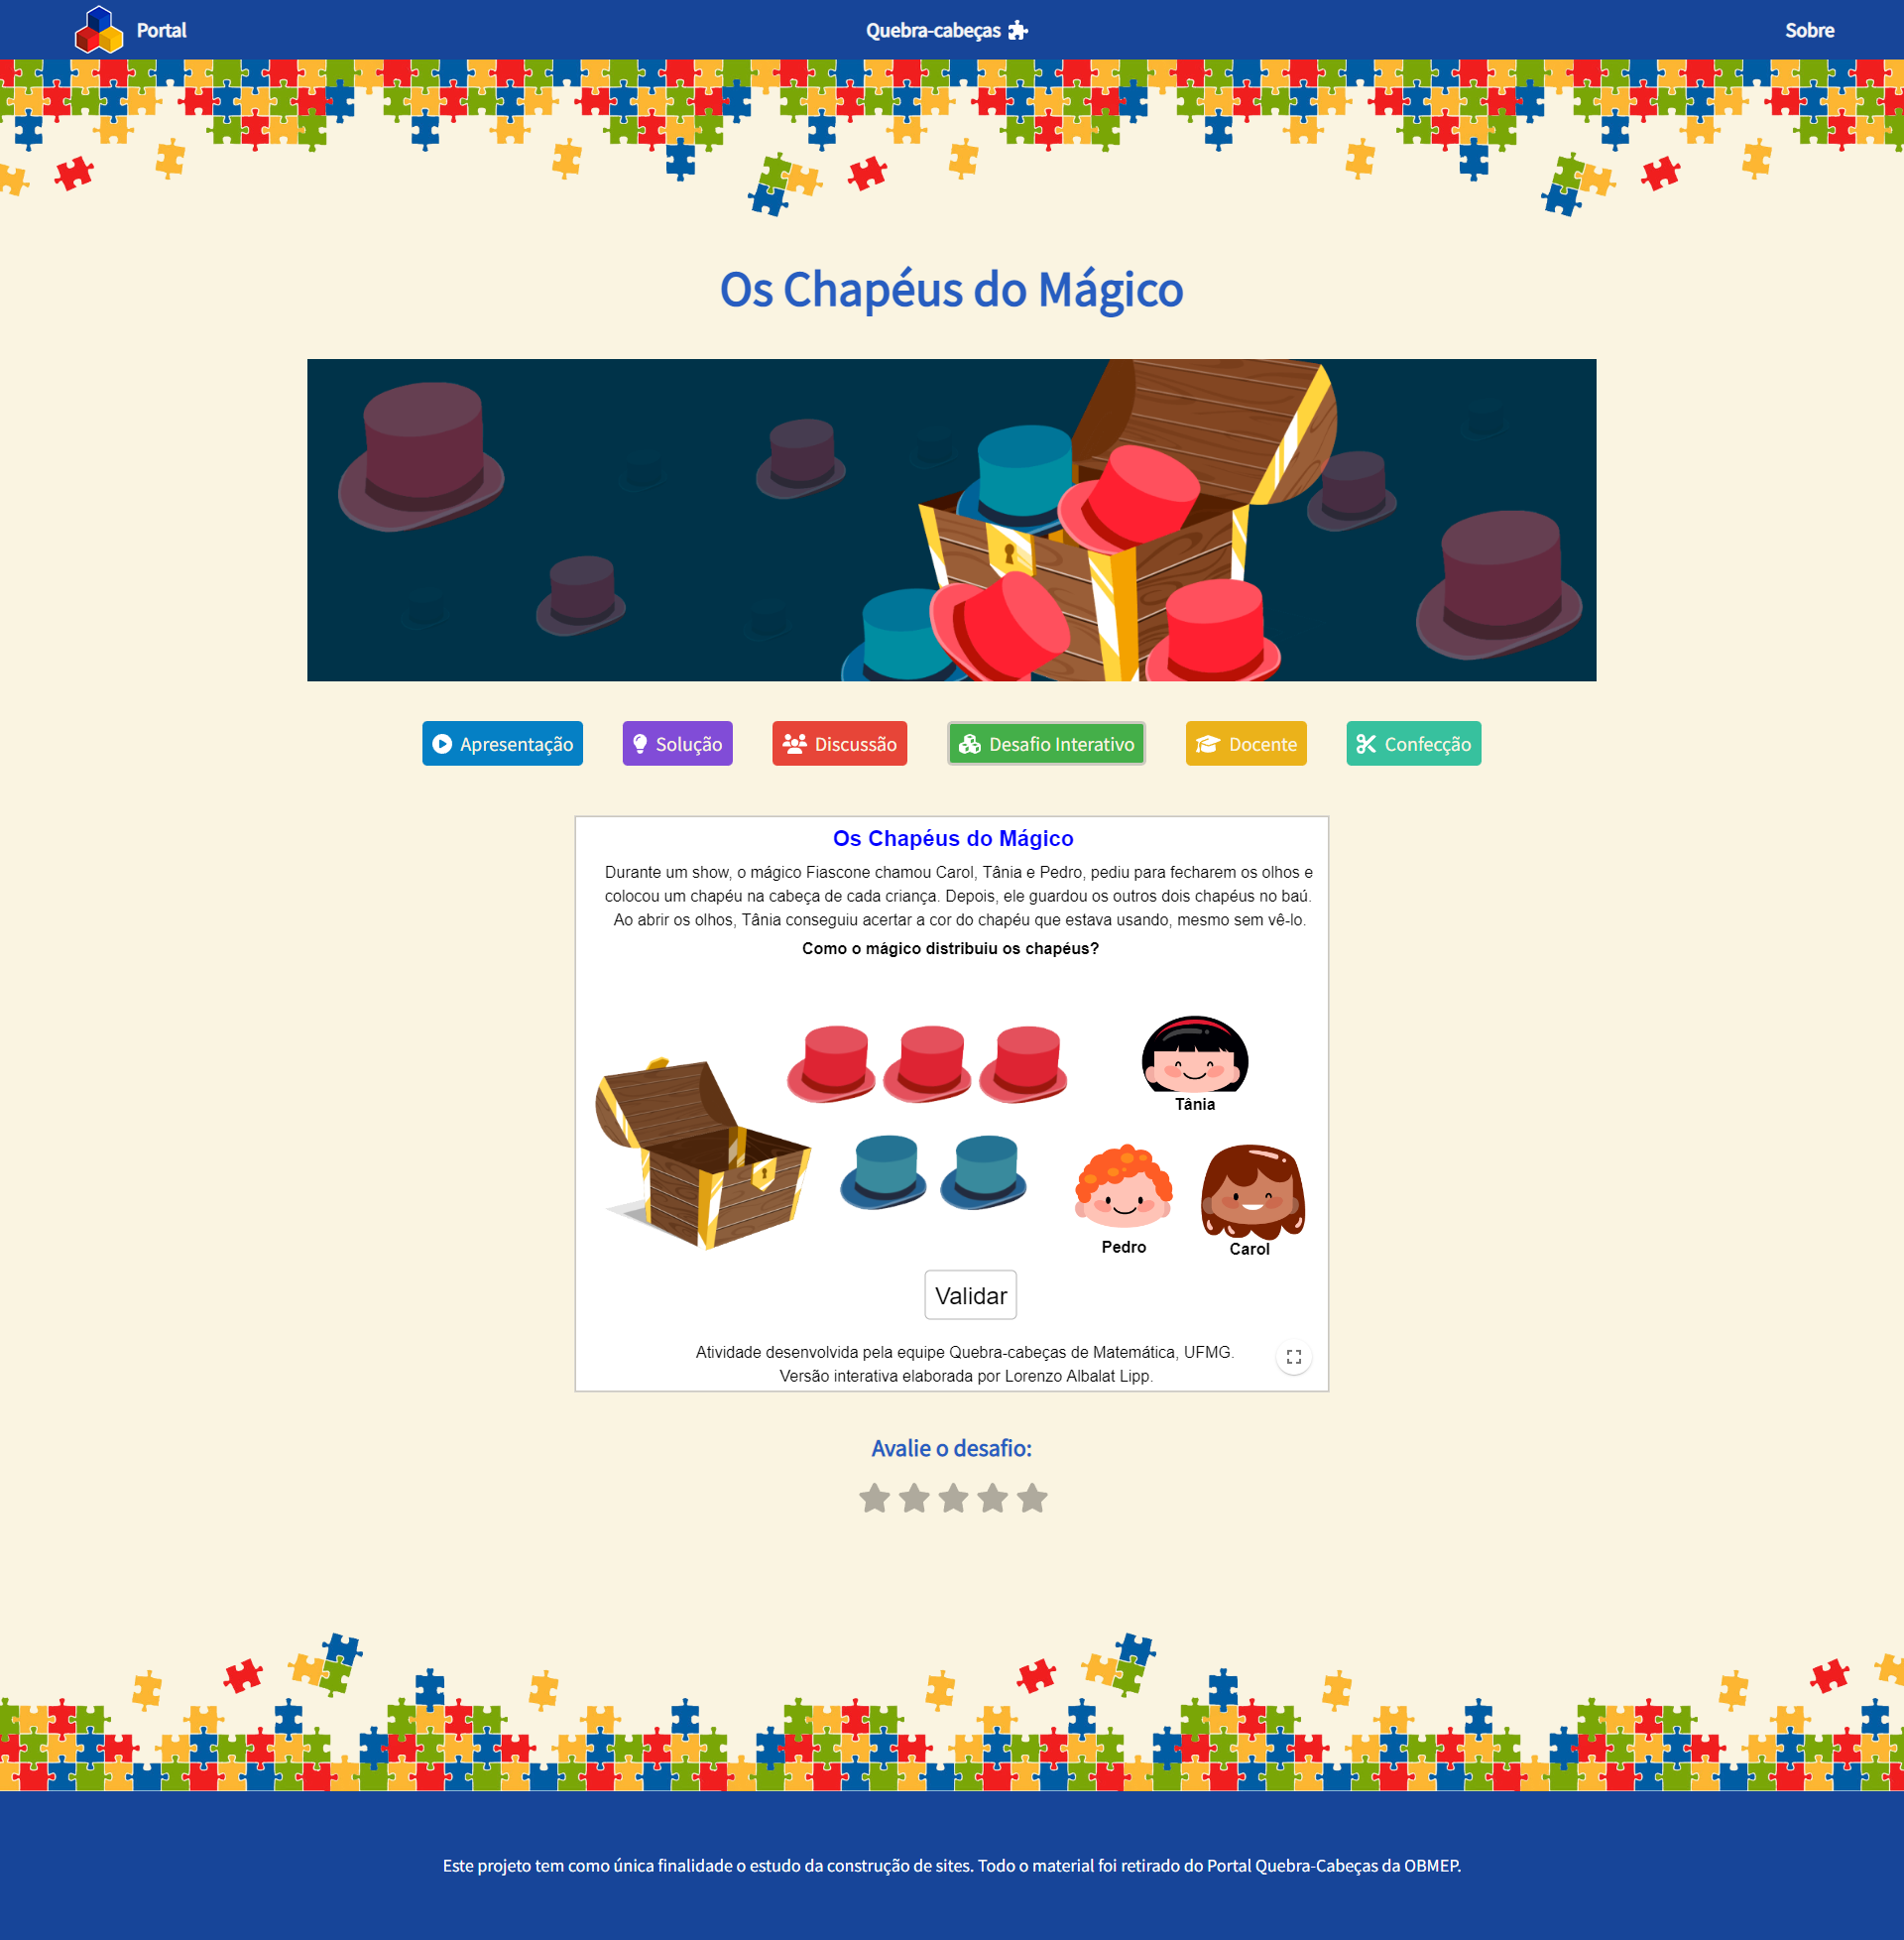 Portal
Quebra-cabeças
Sobre
Os Chapéus do Mágico
Apresentação
Solução
Discussão
Desafio Interativo
Docente
Confecção
Os Chapéus do Mágico
Durante um show, o mágico Fiascone chamou Carol, Tânia e Pedro, pediu para fecharem os olhos e
colocou um chapéu na cabeça de cada criança. Depois, ele guardou os outros dois chapéus no baú.
Ao abrir os olhos, Tânia conseguiu acertar a cor do chapéu que estava usando, mesmo sem vê-lo.
Como o mágico distribuiu os chapéus?
Tânia
Pedro
Carol
Validar
Atividade desenvolvida pela equipe Quebra-cabeças de Matemática, UFMG.
Versão interativa elaborada por Lorenzo Albalat Lipp.
Avalie o desafio:
Este projeto tem como única finalidade o estudo da construção de sites. Todo o material foi retirado do Portal Quebra-Cabeças da OBMEP.